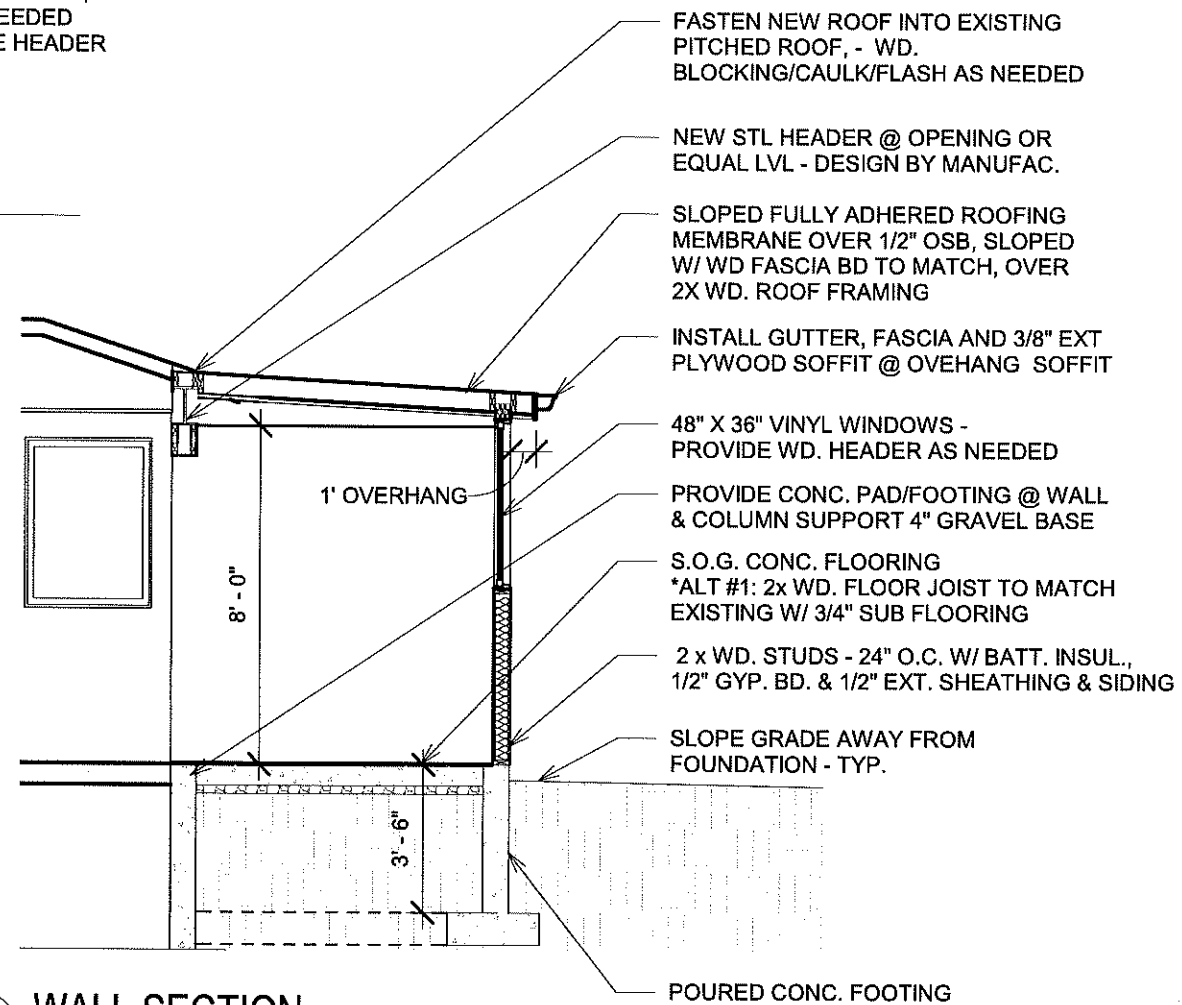 EEDED
E HEADER
FASTEN NEW ROOF INTO EXISTING
PITCHED ROOF, - WD.
BLOCKING/CAULK/FLASH AS NEEDED
NEW STL HEADER @ OPENING OR
EQUAL LVL - DESIGN BY MANUFAC.
SLOPED FULLY ADHERED ROOFING
MEMBRANE OVER 1/2" OSB, SLOPED
W/ WD FASCIA BD TO MATCH, OVER
2X WD. ROOF FRAMING
INSTALL GUTTER, FASCIA AND 3/8" EXT
PLYWOOD SOFFIT @ OVEHANG SOFFIT
48" X 36" VINYL WINDOWS -
PROVIDE WD. HEADER AS NEEDED
1' OVERHANG
PROVIDE CONC. PAD/FOOTING @ WALL
& COLUMN SUPPORT 4" GRAVEL BASE
S.O.G. CONC. FLOORING
*ALT #1: 2x WD. FLOOR JOIST TO MATCH
EXISTING W/ 3/4" SUB FLOORING
8' - 0"
2 x WD. STUDS - 24" O.C. W/ BATT. INSUL.,
1/2" GYP. BD. & 1/2" EXT. SHEATHING & SIDING
SLOPE GRADE AWAY FROM
FOUNDATION - TYP.
3' - 6"
POURED CONC. FOOTING
WALL SECTION